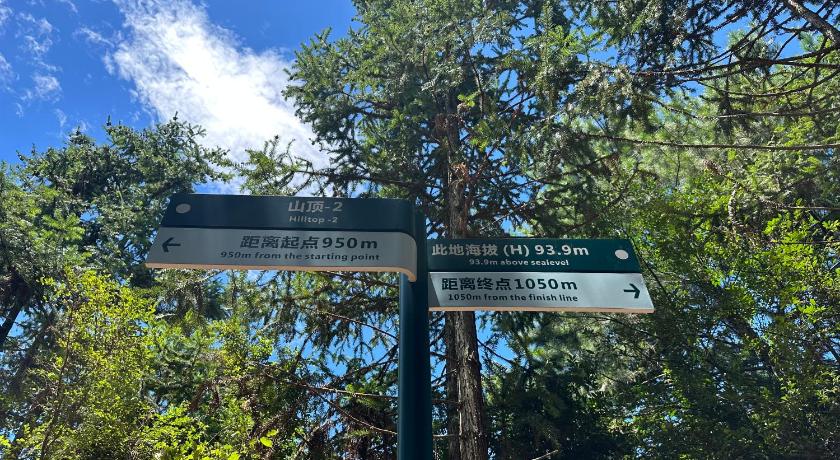 山顶-2
Hilltop -2
距离起点950m
950m from the starting point
此地海拔 (H) 93.9m
93.9m above sealevel
距离终点1050m
1050m from the finish line